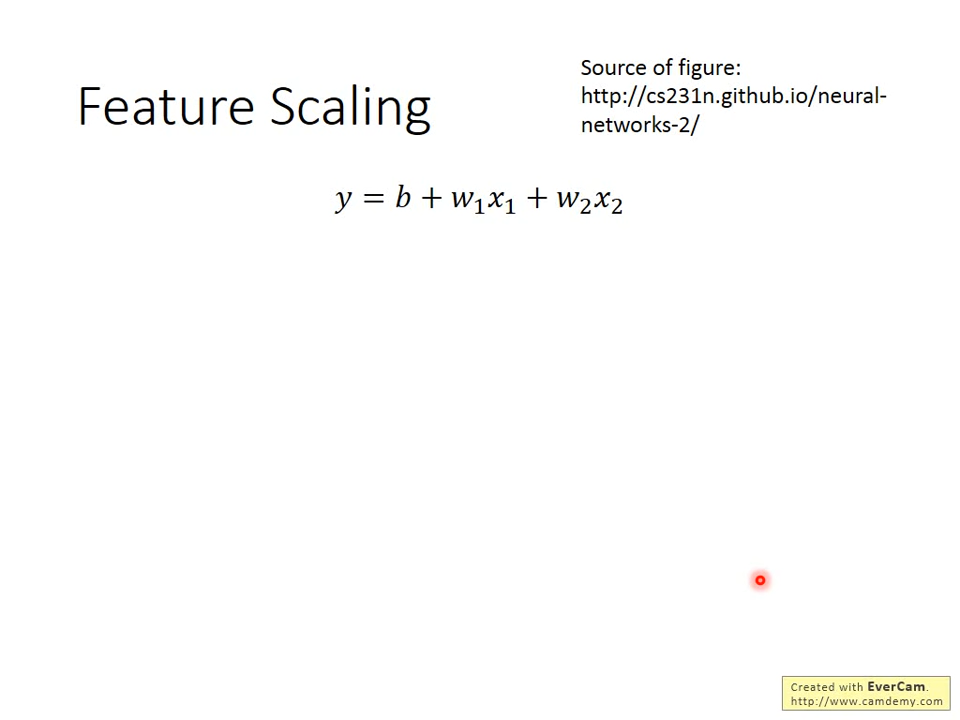 Feature Scaling
Source of figure:
http://cs231n.github.io/neural-
networks-2/
y = b + w₁x₁ + w₂x₂
Created with EverCam.
http://www.camdemy.com